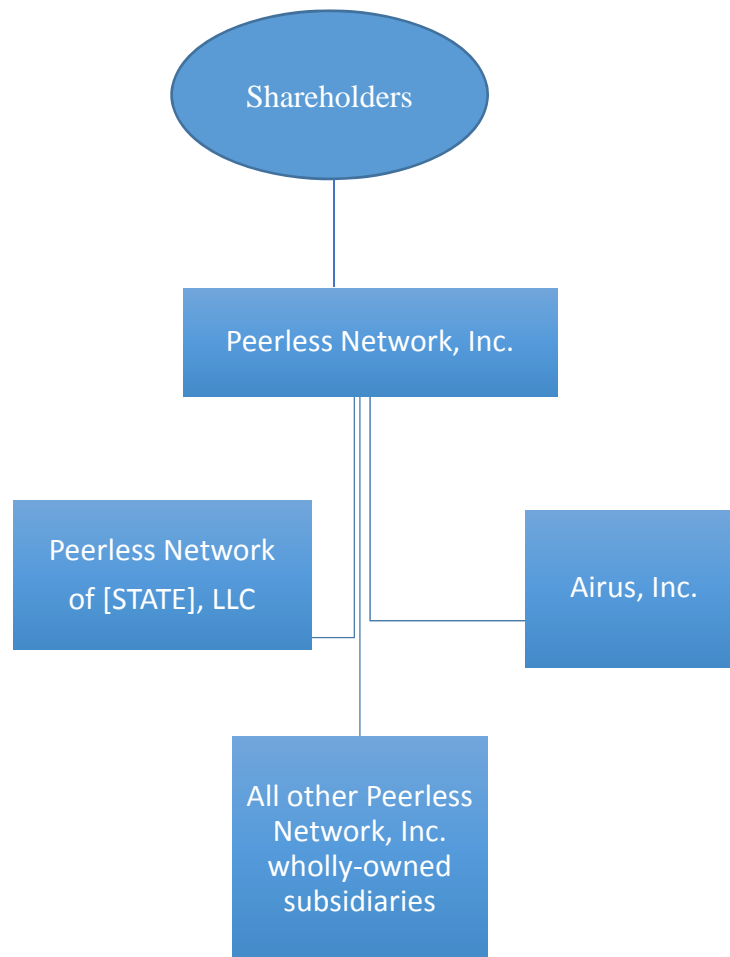 Shareholders
Peerless Network, Inc.
Peerless Network
of [STATE], LLC
Airus, Inc.
All other Peerless
Network, Inc.
wholly-owned
subsidiaries